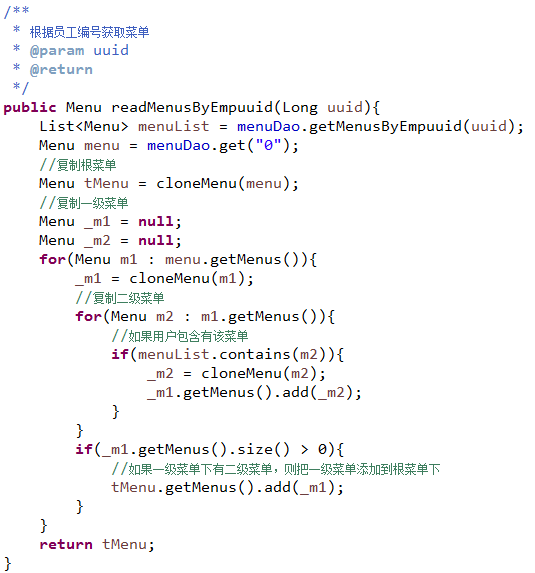 /**
 * 根据员工编号获取菜单
 * @param uuid
 * @return
 */
public Menu readMenusByEmpuuid(Long uuid){
    List<Menu> menuList = menuDao.getMenusByEmpuuid(uuid);
    Menu menu = menuDao.get("0");
    //复制根菜单
    Menu tMenu = cloneMenu(menu);
    //复制一级菜单
    Menu _m1 = null;
    Menu _m2 = null;
    for(Menu m1 : menu.getMenus()){
        _m1 = cloneMenu(m1);
        //复制二级菜单
        for(Menu m2 : m1.getMenus()){
            //如果用户包含有该菜单
            if(menuList.contains(m2)){
                _m2 = cloneMenu(m2);
                _m1.getMenus().add(_m2);
            }
        }
        if(_m1.getMenus().size() > 0){
            //如果一级菜单下有二级菜单，则把一级菜单添加到根菜单下
            tMenu.getMenus().add(_m1);
        }
    }
    return tMenu;
}